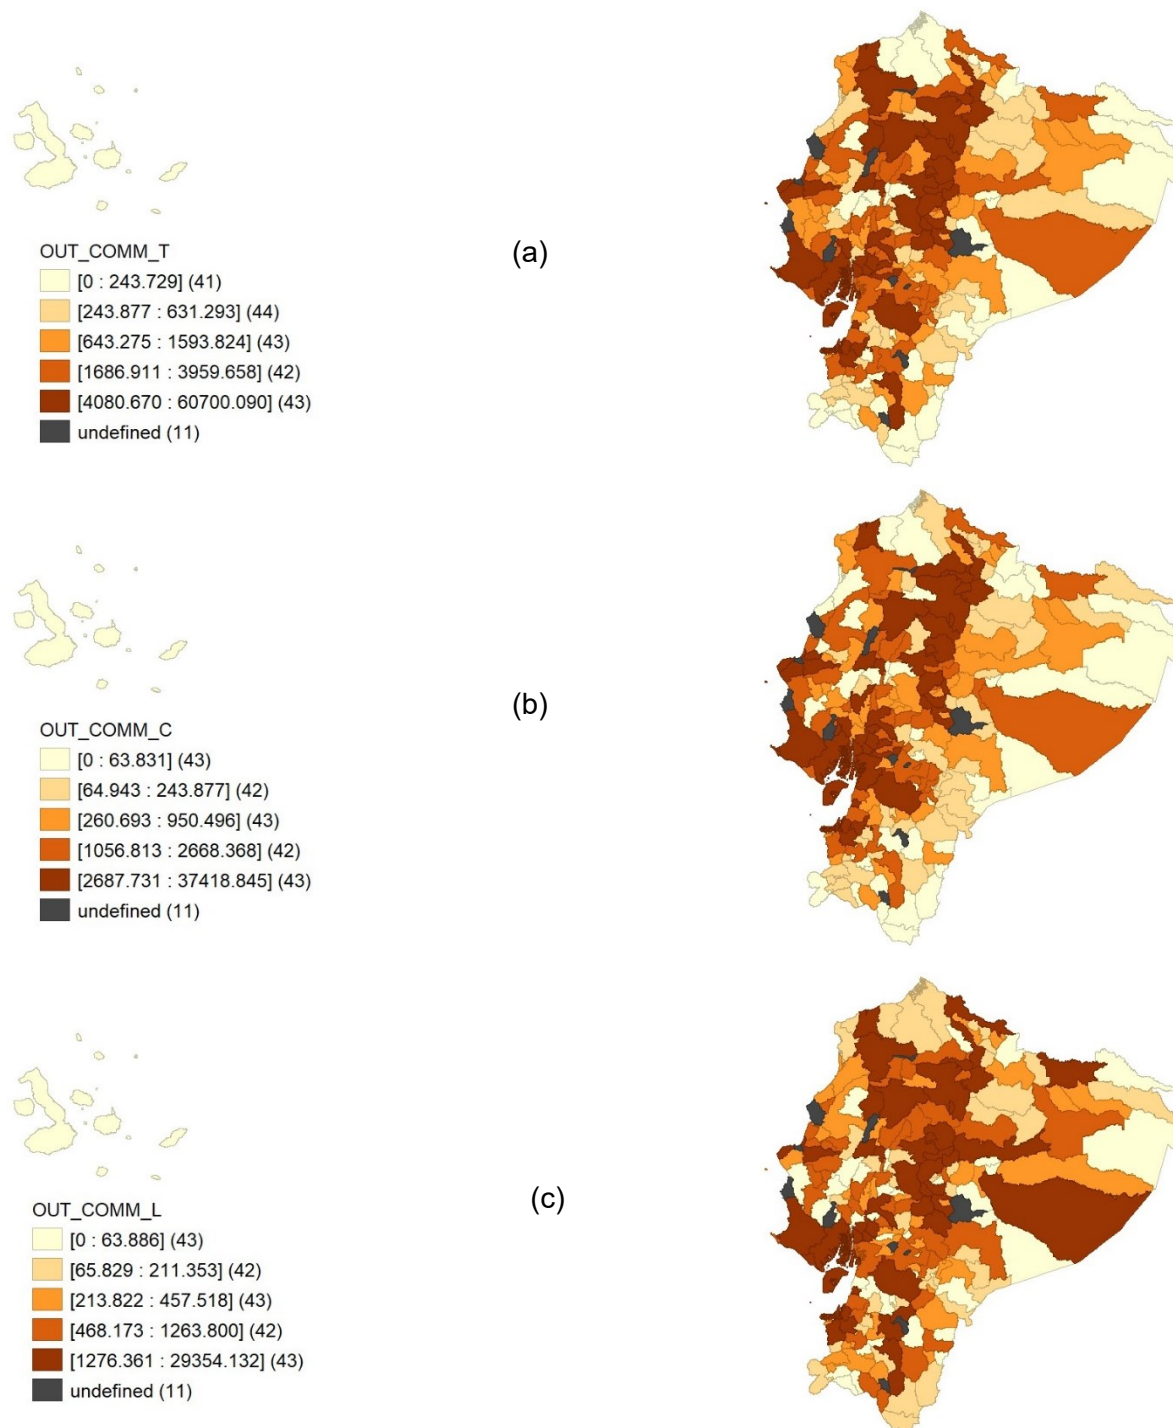 (a)
OUT_COMM_T
[0 : 243.729] (41)
[243.877 : 631.293] (44)
[643.275 : 1593.824] (43)
[1686.911 : 3959.658] (42)
[4080.670 : 60700.090] (43)
undefined (11)
(b)
OUT_COMM_C
[0 : 63.831] (43)
[64.943 : 243.877] (42)
[260.693 : 950.496] (43)
[1056.813 : 2668.368] (42)
[2687.731 : 37418.845] (43)
undefined (11)
(c)
OUT_COMM_L
[0 : 63.886] (43)
[65.829 : 211.353] (42)
[213.822 : 457.518] (43)
[468.173 : 1263.800] (42)
[1276.361 : 29354.132] (43)
undefined (11)